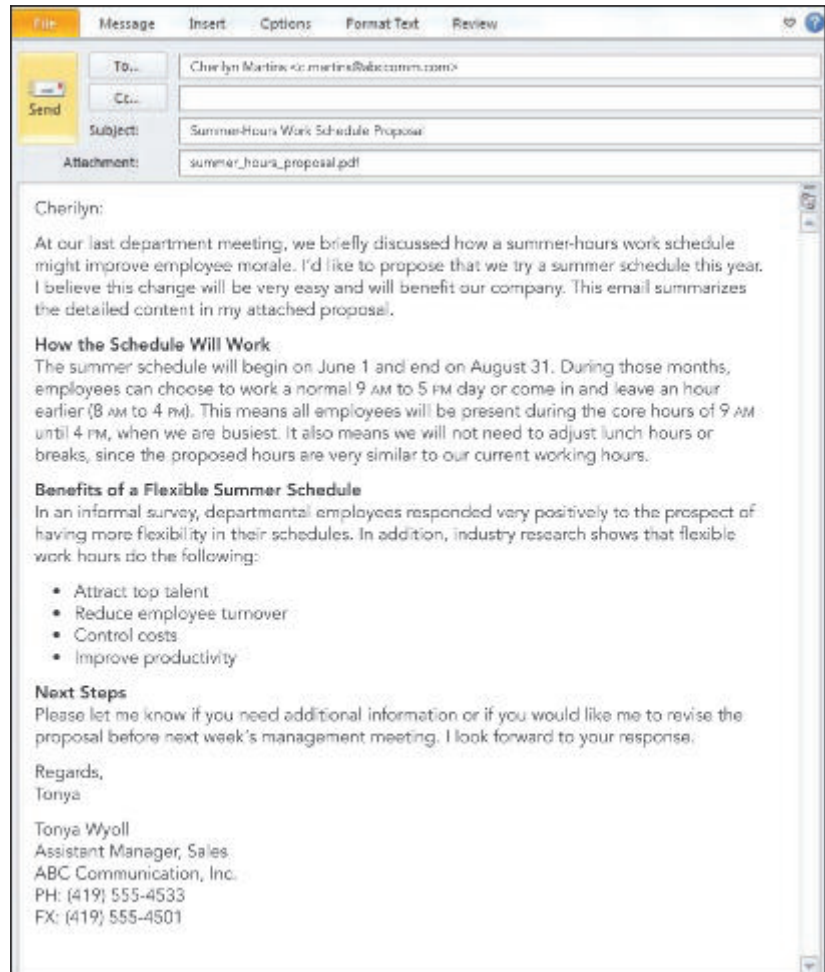 File Message Insert Options Format Text Review
To...
Cherilyn Martins <c.martins@abccomm.com>
Cc...
Send
Subject:
Summer-Hours Work Schedule Proposal
Attachment:
summer_hours_proposal.pdf
Cherilyn:
At our last department meeting, we briefly discussed how a summer-hours work schedule
might improve employee morale. I'd like to propose that we try a summer schedule this year.
I believe this change will be very easy and will benefit our company. This email summarizes
the detailed content in my attached proposal.
How the Schedule Will Work
The summer schedule will begin on June 1 and end on August 31. During those months,
employees can choose to work a normal 9 AM to 5 PM day or come in and leave an hour
earlier (8 AM to 4 PM). This means all employees will be present during the core hours of 9 AM
until 4 PM, when we are busiest. It also means we will not need to adjust lunch hours or
breaks, since the proposed hours are very similar to our current working hours.
Benefits of a Flexible Summer Schedule
In an informal survey, departmental employees responded very positively to the prospect of
having more flexibility in their schedules. In addition, industry research shows that flexible
work hours do the following:
• Attract top talent
• Reduce employee turnover
• Control costs
• Improve productivity
Next Steps
Please let me know if you need additional information or if you would like me to revise the
proposal before next week's management meeting. I look forward to your response.
Regards,
Tonya
Tonya Wyoll
Assistant Manager, Sales
ABC Communication, Inc.
PH: (419) 555-4533
FX: (419) 555-4501